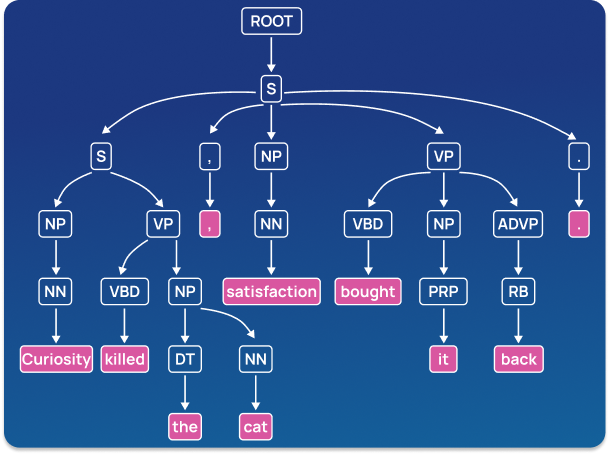 ROOT
S
S , NP VP .
NP VP , NN VBD NP ADVP .
NN VBD NP satisfaction bought PRP RB
Curiosity killed DT NN it back
the cat